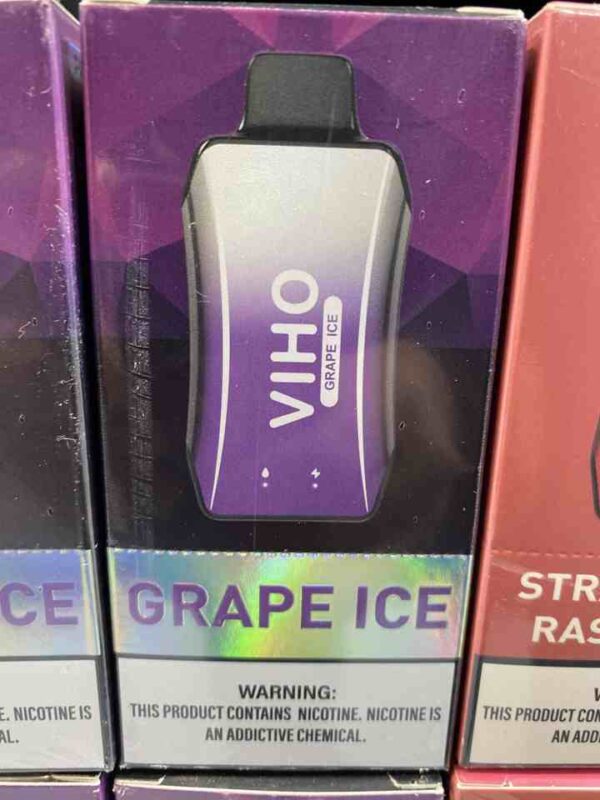 VIHO
GRAPE ICE
CE
GRAPE ICE
STR
RAS
WARNING:
THIS PRODUCT CONTAINS NICOTINE. NICOTINE IS
AN ADDICTIVE CHEMICAL.
E. NICOTINE IS
AL.
THIS PRODUCT CON
AN ADD